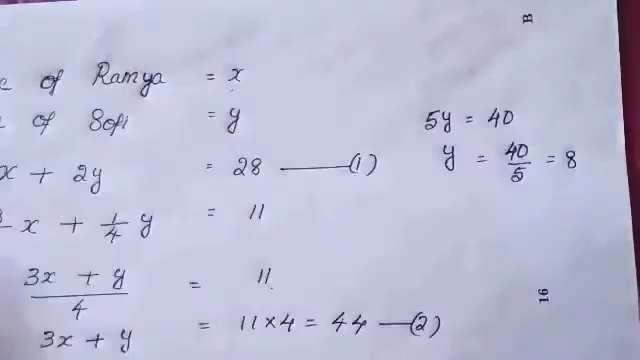 of Ramya = x
of Sofi = y
x + 2y = 28 ——(1)
x + 1/4 y = 11
3x + y / 4 = 11
3x + y = 11×4 = 44 —(2)
5y = 40
y = 40/5 = 8
B
16